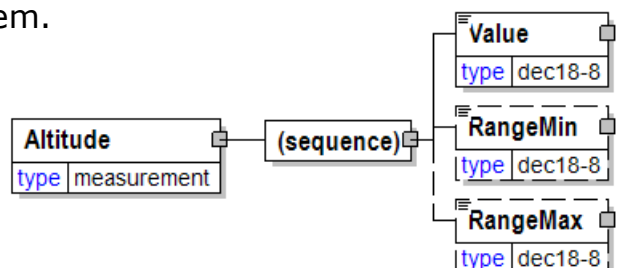 em.
Value
type dec18-8
RangeMin
type dec18-8
Altitude
type measurement
(sequence)
RangeMax
type dec18-8